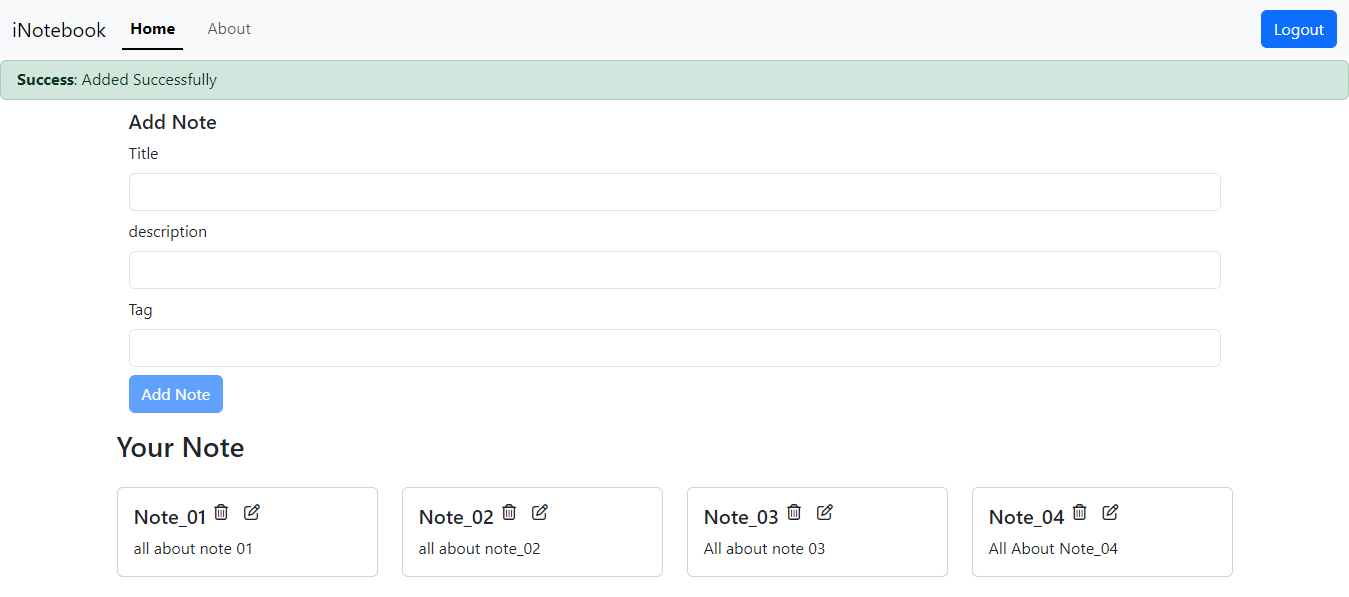 iNotebook Home About Logout
Success: Added Successfully
Add Note
Title
description
Tag
Add Note
Your Note
Note_01 Note_02 Note_03 Note_04
all about note 01 all about note_02 All about note 03 All About Note_04